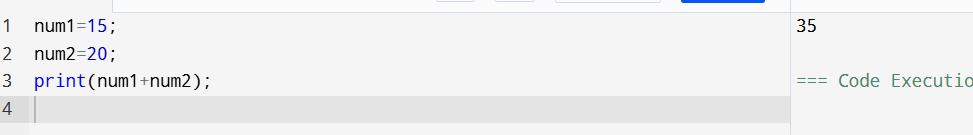 1 num1=15;
2 num2=20;
3 print(num1+num2);
4
35
=== Code Executio